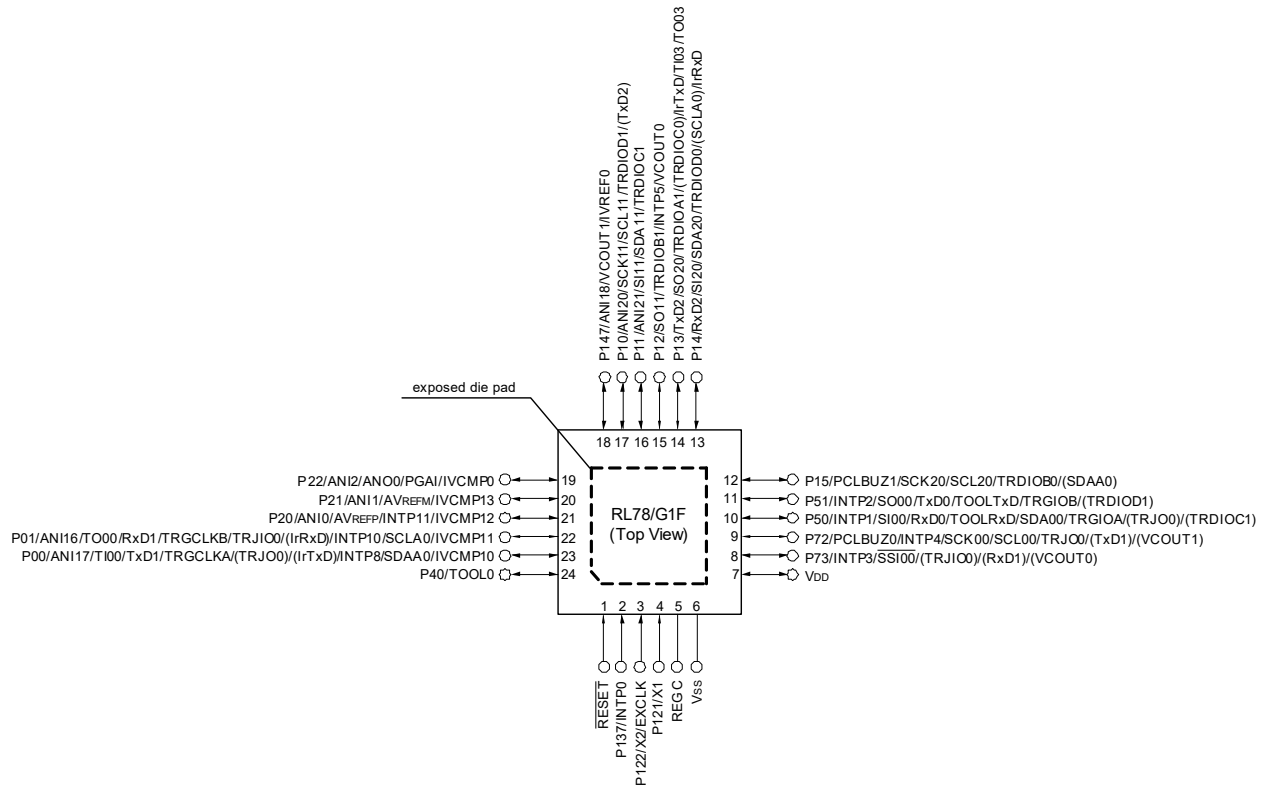 P147/ANI18/VCOUT1/IVREF0
P10/ANI20/SCK11/SCL11/TRDIOD1/(TxD2)
P11/ANI21/SI11/SDA11/TRDIOC1
P12/SO11/TRDIOB1/INTP5/VCOUT0
P13/TxD2/SO20/TRDIOA1/(TRDIOC0)/IrTxD/TI03/TO03
P14/RxD2/SI20/SDA20/TRDIOD0/(SCLA0)/IrRxD
exposed die pad
18 17 16 15 14 13
P22/ANI2/ANO0/PGAI/IVCMP0 19
P21/ANI1/AVREFM/IVCMP13 20
P20/ANI0/AVREFP/INTP11/IVCMP12 21
P01/ANI16/TO00/RxD1/TRGCLKB/TRJIO0/(IrRxD)/INTP10/SCLA0/IVCMP11 22
P00/ANI17/TI00/TxD1/TRGCLKA/(TRJO0)/(IrTxD)/INTP8/SDAA0/IVCMP10 23
P40/TOOL0 24
RL78/G1F
(Top View)
12 P15/PCLBUZ1/SCK20/SCL20/TRDIOB0/(SDAA0)
11 P51/INTP2/SO00/TxD0/TOOLTxD/TRGIOB/(TRDIOD1)
10 P50/INTP1/SI00/RxD0/TOOLRxD/SDA00/TRGIOA/(TRJO0)/(TRDIOC1)
9 P72/PCLBUZ0/INTP4/SCK00/SCL00/TRJO0/(TxD1)/(VCOUT1)
8 P73/INTP3/SSI00/(TRJIO0)/(RxD1)/(VCOUT0)
7 VDD
1 2 3 4 5 6
RESET
P137/INTP0
P122/X2/EXCLK
P121/X1
REGC
VSS